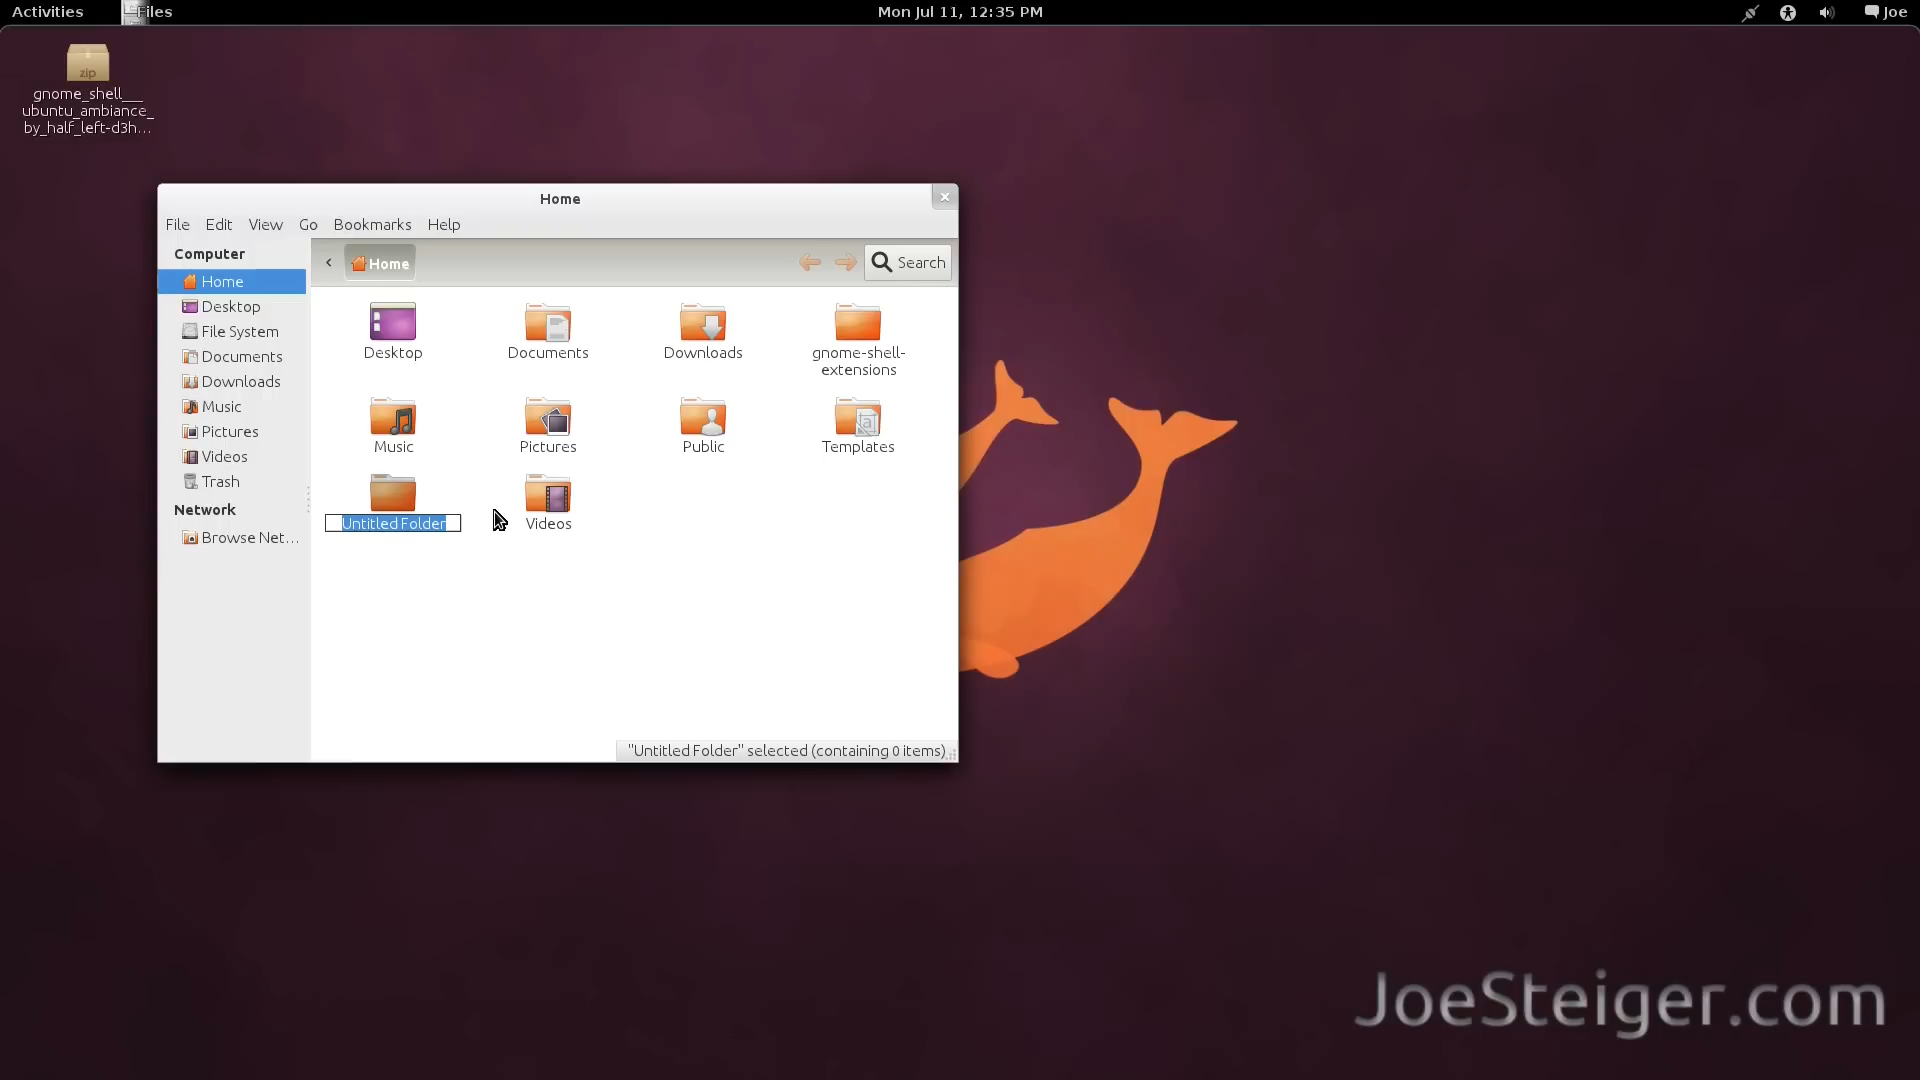 Activities
Files
Mon Jul 11, 12:35 PM
Joe
zip
gnome_shell___
ubuntu_ambiance_
by_half_left-d3h...
Home
File Edit View Go Bookmarks Help
Computer
Home
Desktop
File System
Documents
Downloads
Music
Pictures
Videos
Trash
Network
Browse Net...
Home
Search
Desktop
Documents
Downloads
gnome-shell-
extensions
Music
Pictures
Public
Templates
Untitled Folder
Videos
"Untitled Folder" selected (containing 0 items)
JoeSteiger.com